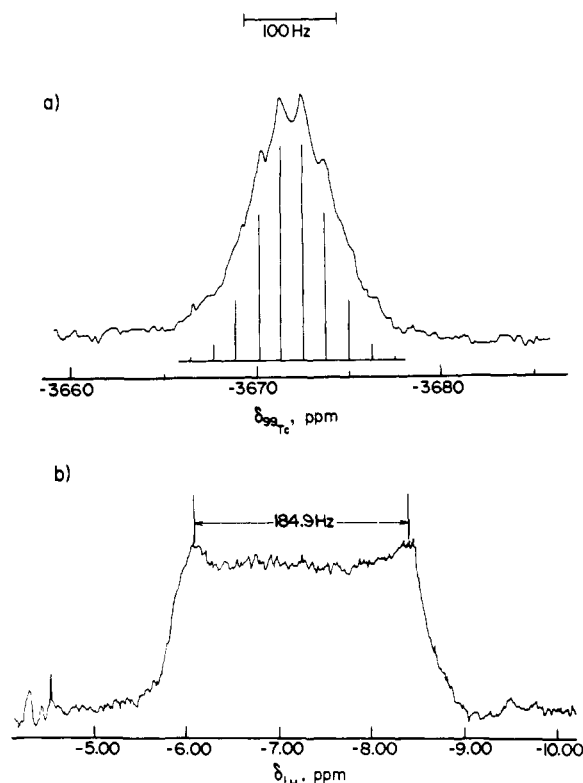 100 Hz
a)
-3660 -3670 -3680
δ99Tc, ppm
b)
184.9 Hz
-5.00 -6.00 -7.00 -8.00 -9.00 -10.00
δ1H, ppm